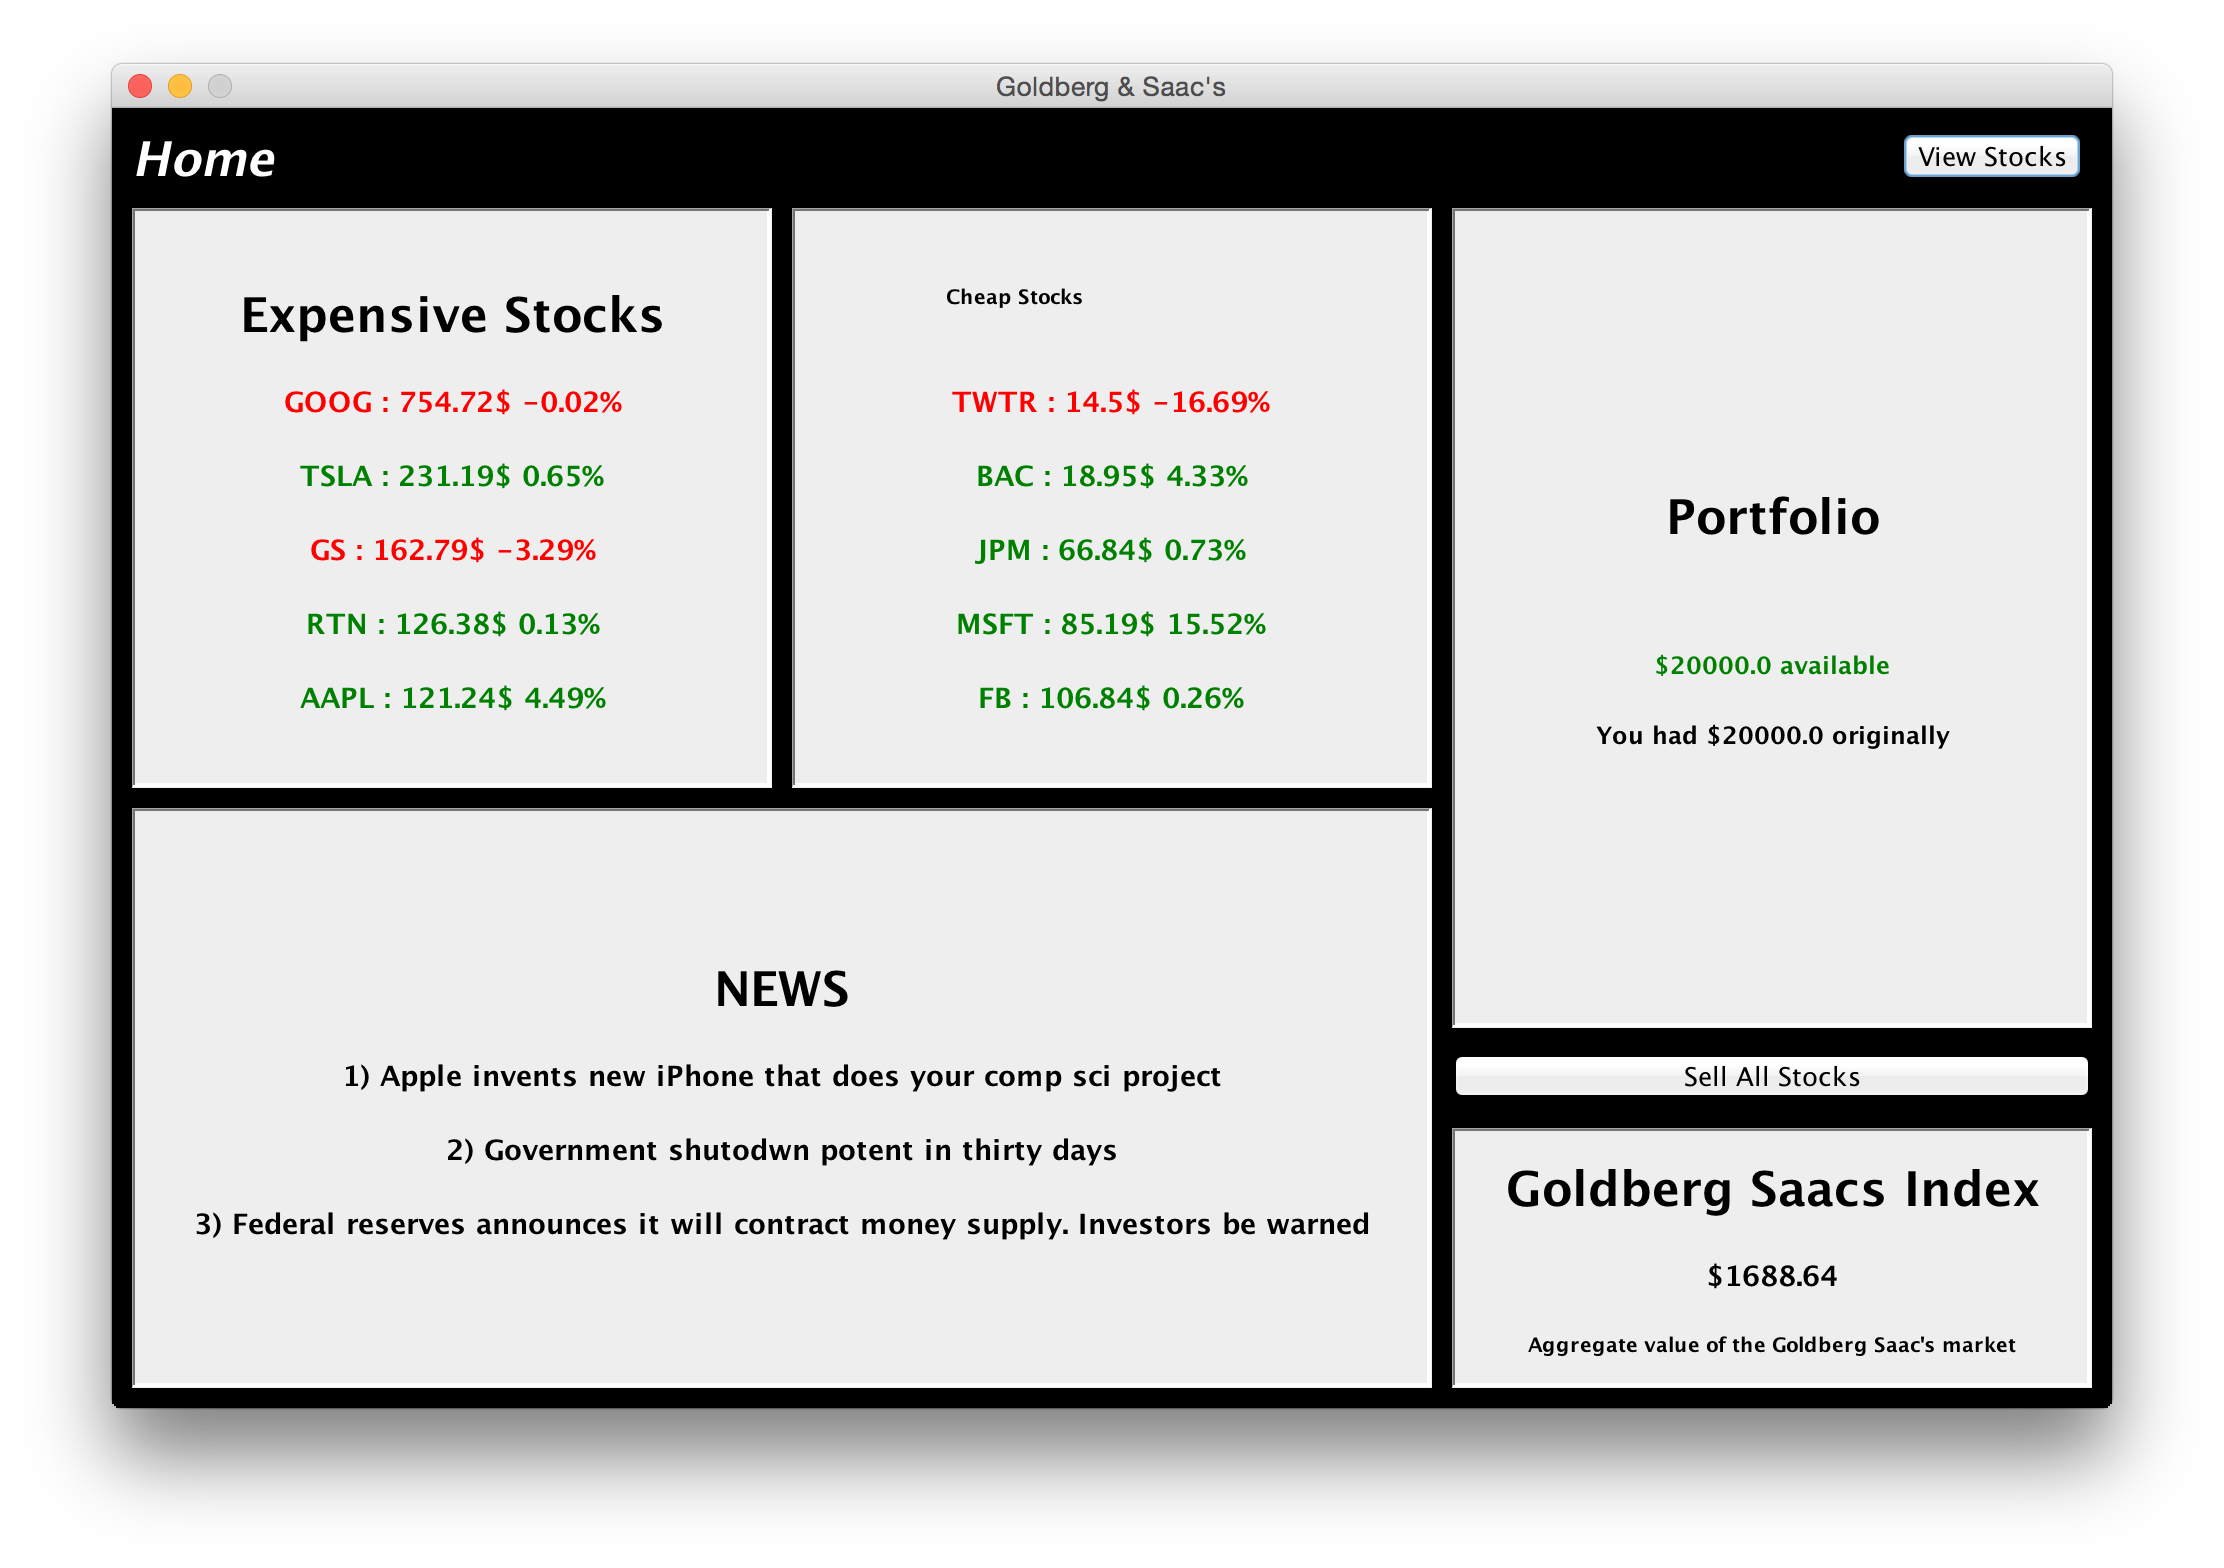 Goldberg & Saac's
Home
View Stocks
Expensive Stocks
GOOG : 754.72$ -0.02%
TSLA : 231.19$ 0.65%
GS : 162.79$ -3.29%
RTN : 126.38$ 0.13%
AAPL : 121.24$ 4.49%
Cheap Stocks
TWTR : 14.5$ -16.69%
BAC : 18.95$ 4.33%
JPM : 66.84$ 0.73%
MSFT : 85.19$ 15.52%
FB : 106.84$ 0.26%
Portfolio
$20000.0 available
You had $20000.0 originally
NEWS
1) Apple invents new iPhone that does your comp sci project
2) Government shutodwn potent in thirty days
3) Federal reserves announces it will contract money supply. Investors be warned
Sell All Stocks
Goldberg Saacs Index
$1688.64
Aggregate value of the Goldberg Saac's market